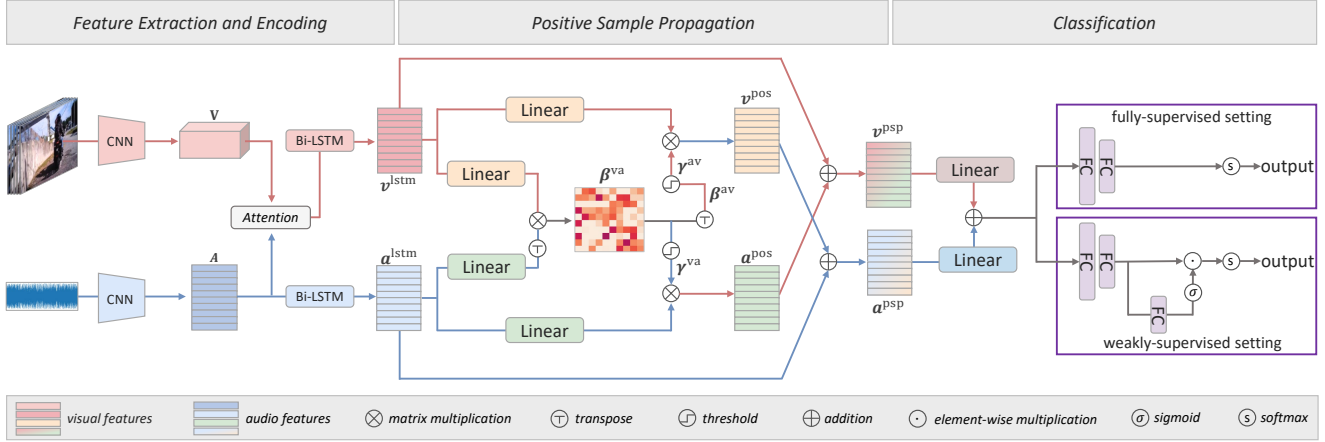 Feature Extraction and Encoding
Positive Sample Propagation
Classification
CNN
V
Bi-LSTM
v^lstm
Linear
Linear
v^pos
γ^av
β^va
β^av
T
v^psp
Linear
fully-supervised setting
FC
FC
s
output
Attention
CNN
A
Bi-LSTM
a^lstm
Linear
Linear
T
γ^va
a^pos
a^psp
Linear
FC
FC
FC
σ
s
output
weakly-supervised setting
visual features
audio features
matrix multiplication
T
transpose
threshold
addition
element-wise multiplication
σ
sigmoid
s
softmax